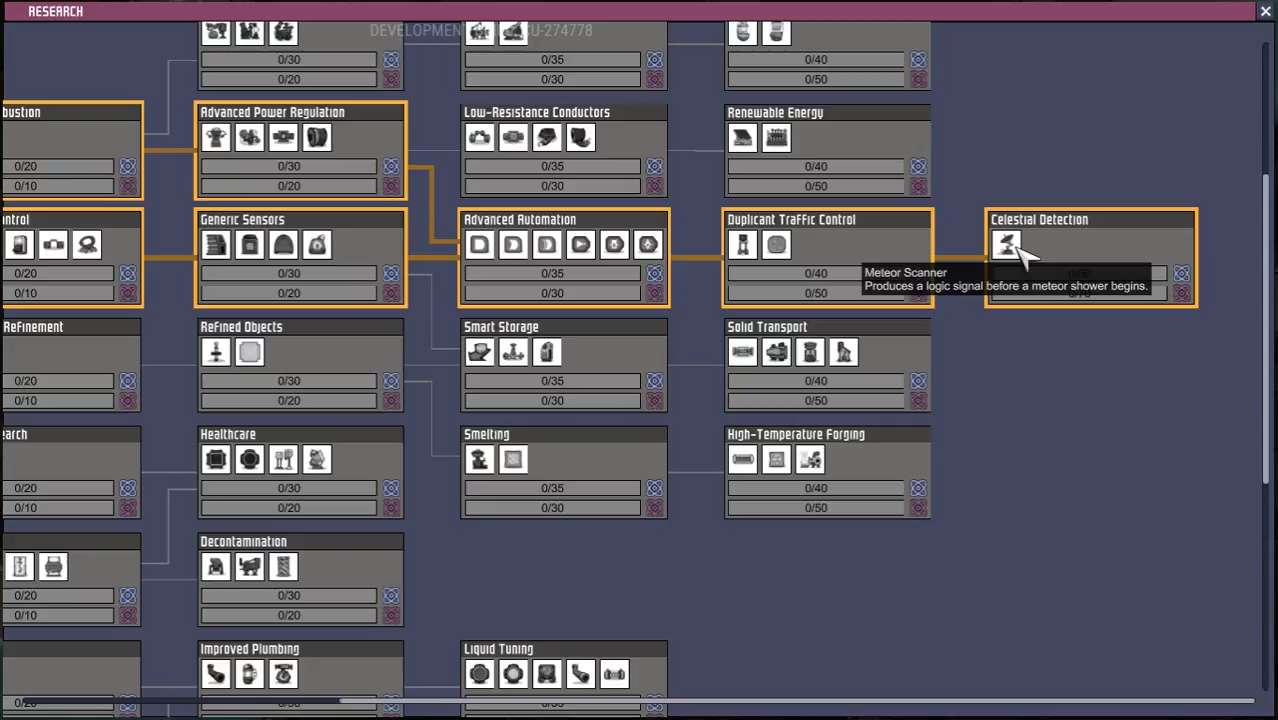 RESEARCH
DEVELOPMEN
CU-274778
0/30
0/35
0/40
0/20
0/30
0/50
bustion
Advanced Power Regulation
Low-Resistance Conductors
Renewable Energy
0/20
0/30
0/35
0/40
0/10
0/20
0/30
0/50
ntrol
Generic Sensors
Advanced Automation
Duplicant Traffic Control
Celestial Detection
0/20
0/30
0/35
0/40
0/10
0/20
0/30
0/50
Meteor Scanner
Produces a logic signal before a meteor shower begins.
Refinement
Refined Objects
Smart Storage
Solid Transport
0/20
0/30
0/35
0/40
0/10
0/20
0/30
0/50
earch
Healthcare
Smelting
High-Temperature Forging
0/20
0/30
0/35
0/40
0/10
0/20
0/30
0/50
Decontamination
0/20
0/30
0/10
0/20
Improved Plumbing
Liquid Tuning